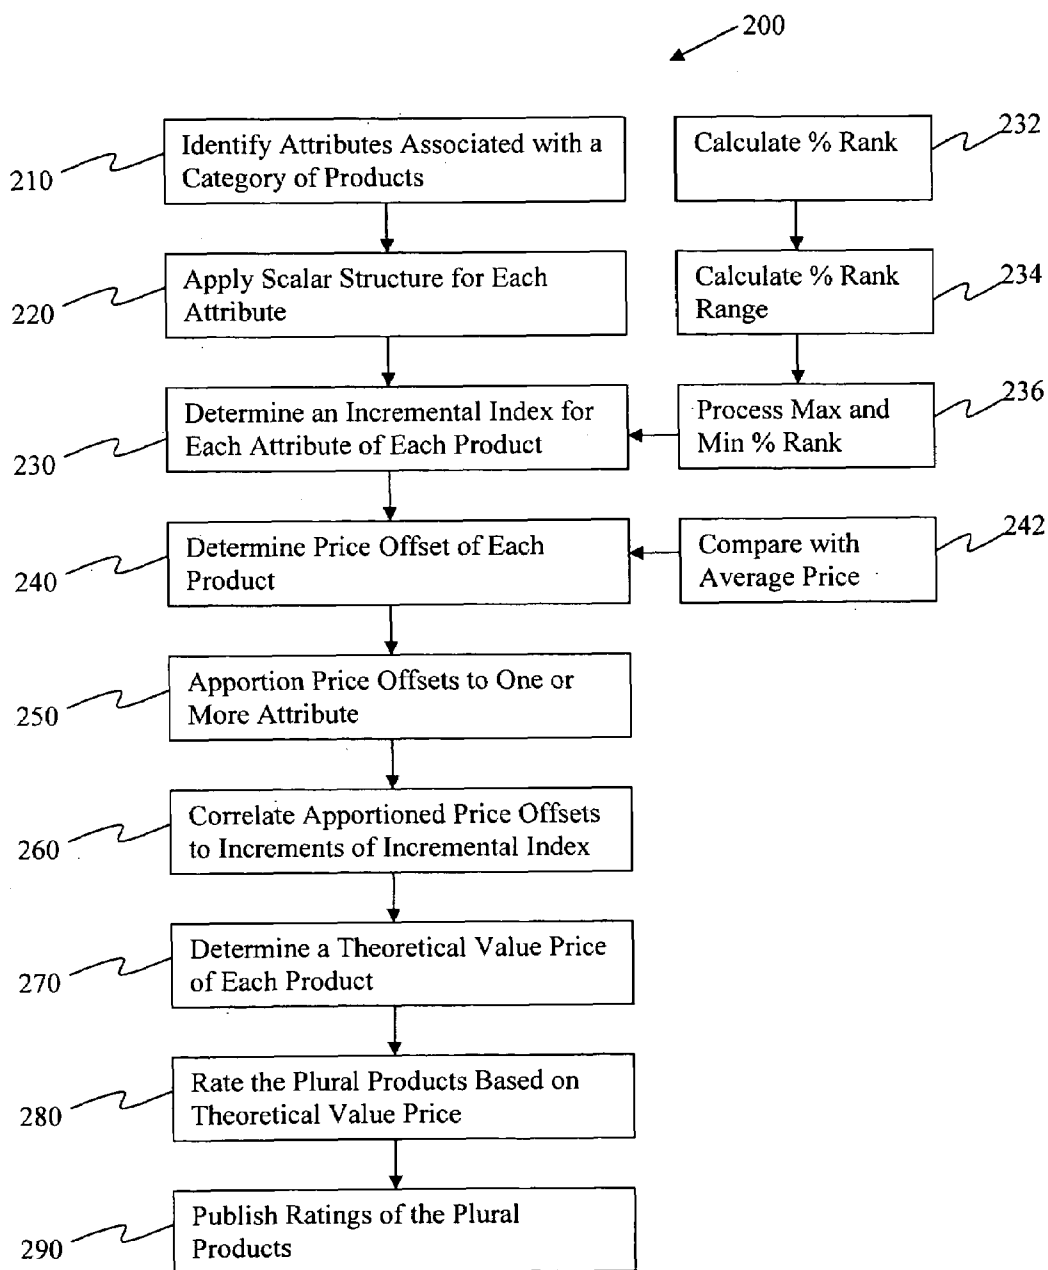 200
Identify Attributes Associated with a
Category of Products
210
Calculate % Rank
232
Apply Scalar Structure for Each
Attribute
220
Calculate % Rank
Range
234
Determine an Incremental Index for
Each Attribute of Each Product
230
Process Max and
Min % Rank
236
Determine Price Offset of Each
Product
240
Compare with
Average Price
242
Apportion Price Offsets to One or
More Attribute
250
Correlate Apportioned Price Offsets
to Increments of Incremental Index
260
Determine a Theoretical Value Price
of Each Product
270
Rate the Plural Products Based on
Theoretical Value Price
280
Publish Ratings of the Plural
Products
290